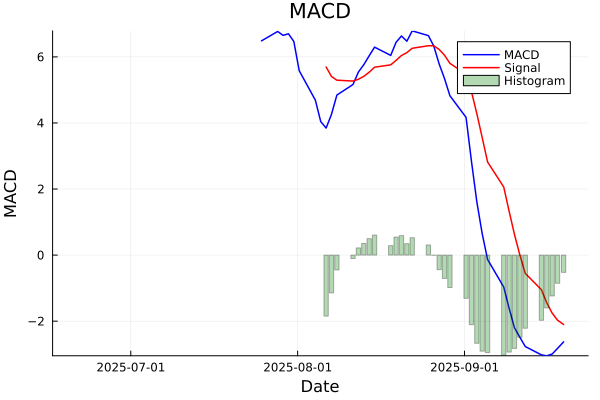 MACD
MACD
Signal
Histogram
6
4
2
0
−2
MACD
2025-07-01
2025-08-01
2025-09-01
Date